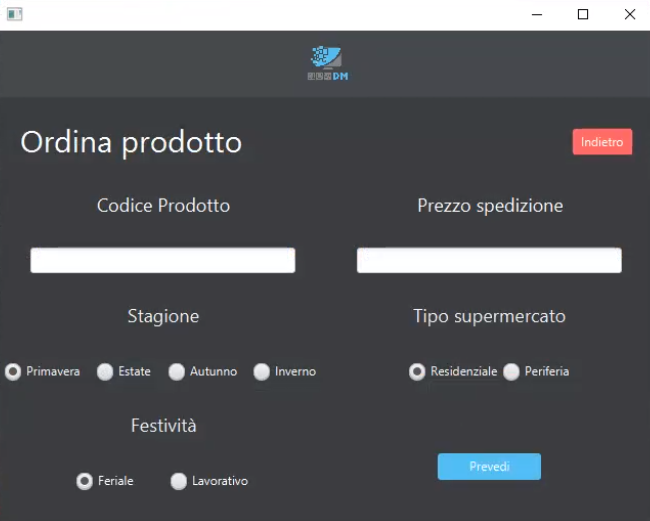 DM
Ordina prodotto
Indietro
Codice Prodotto
Prezzo spedizione
Stagione
Tipo supermercato
Primavera Estate Autunno Inverno
Residenziale Periferia
Festività
Feriale Lavorativo
Prevedi